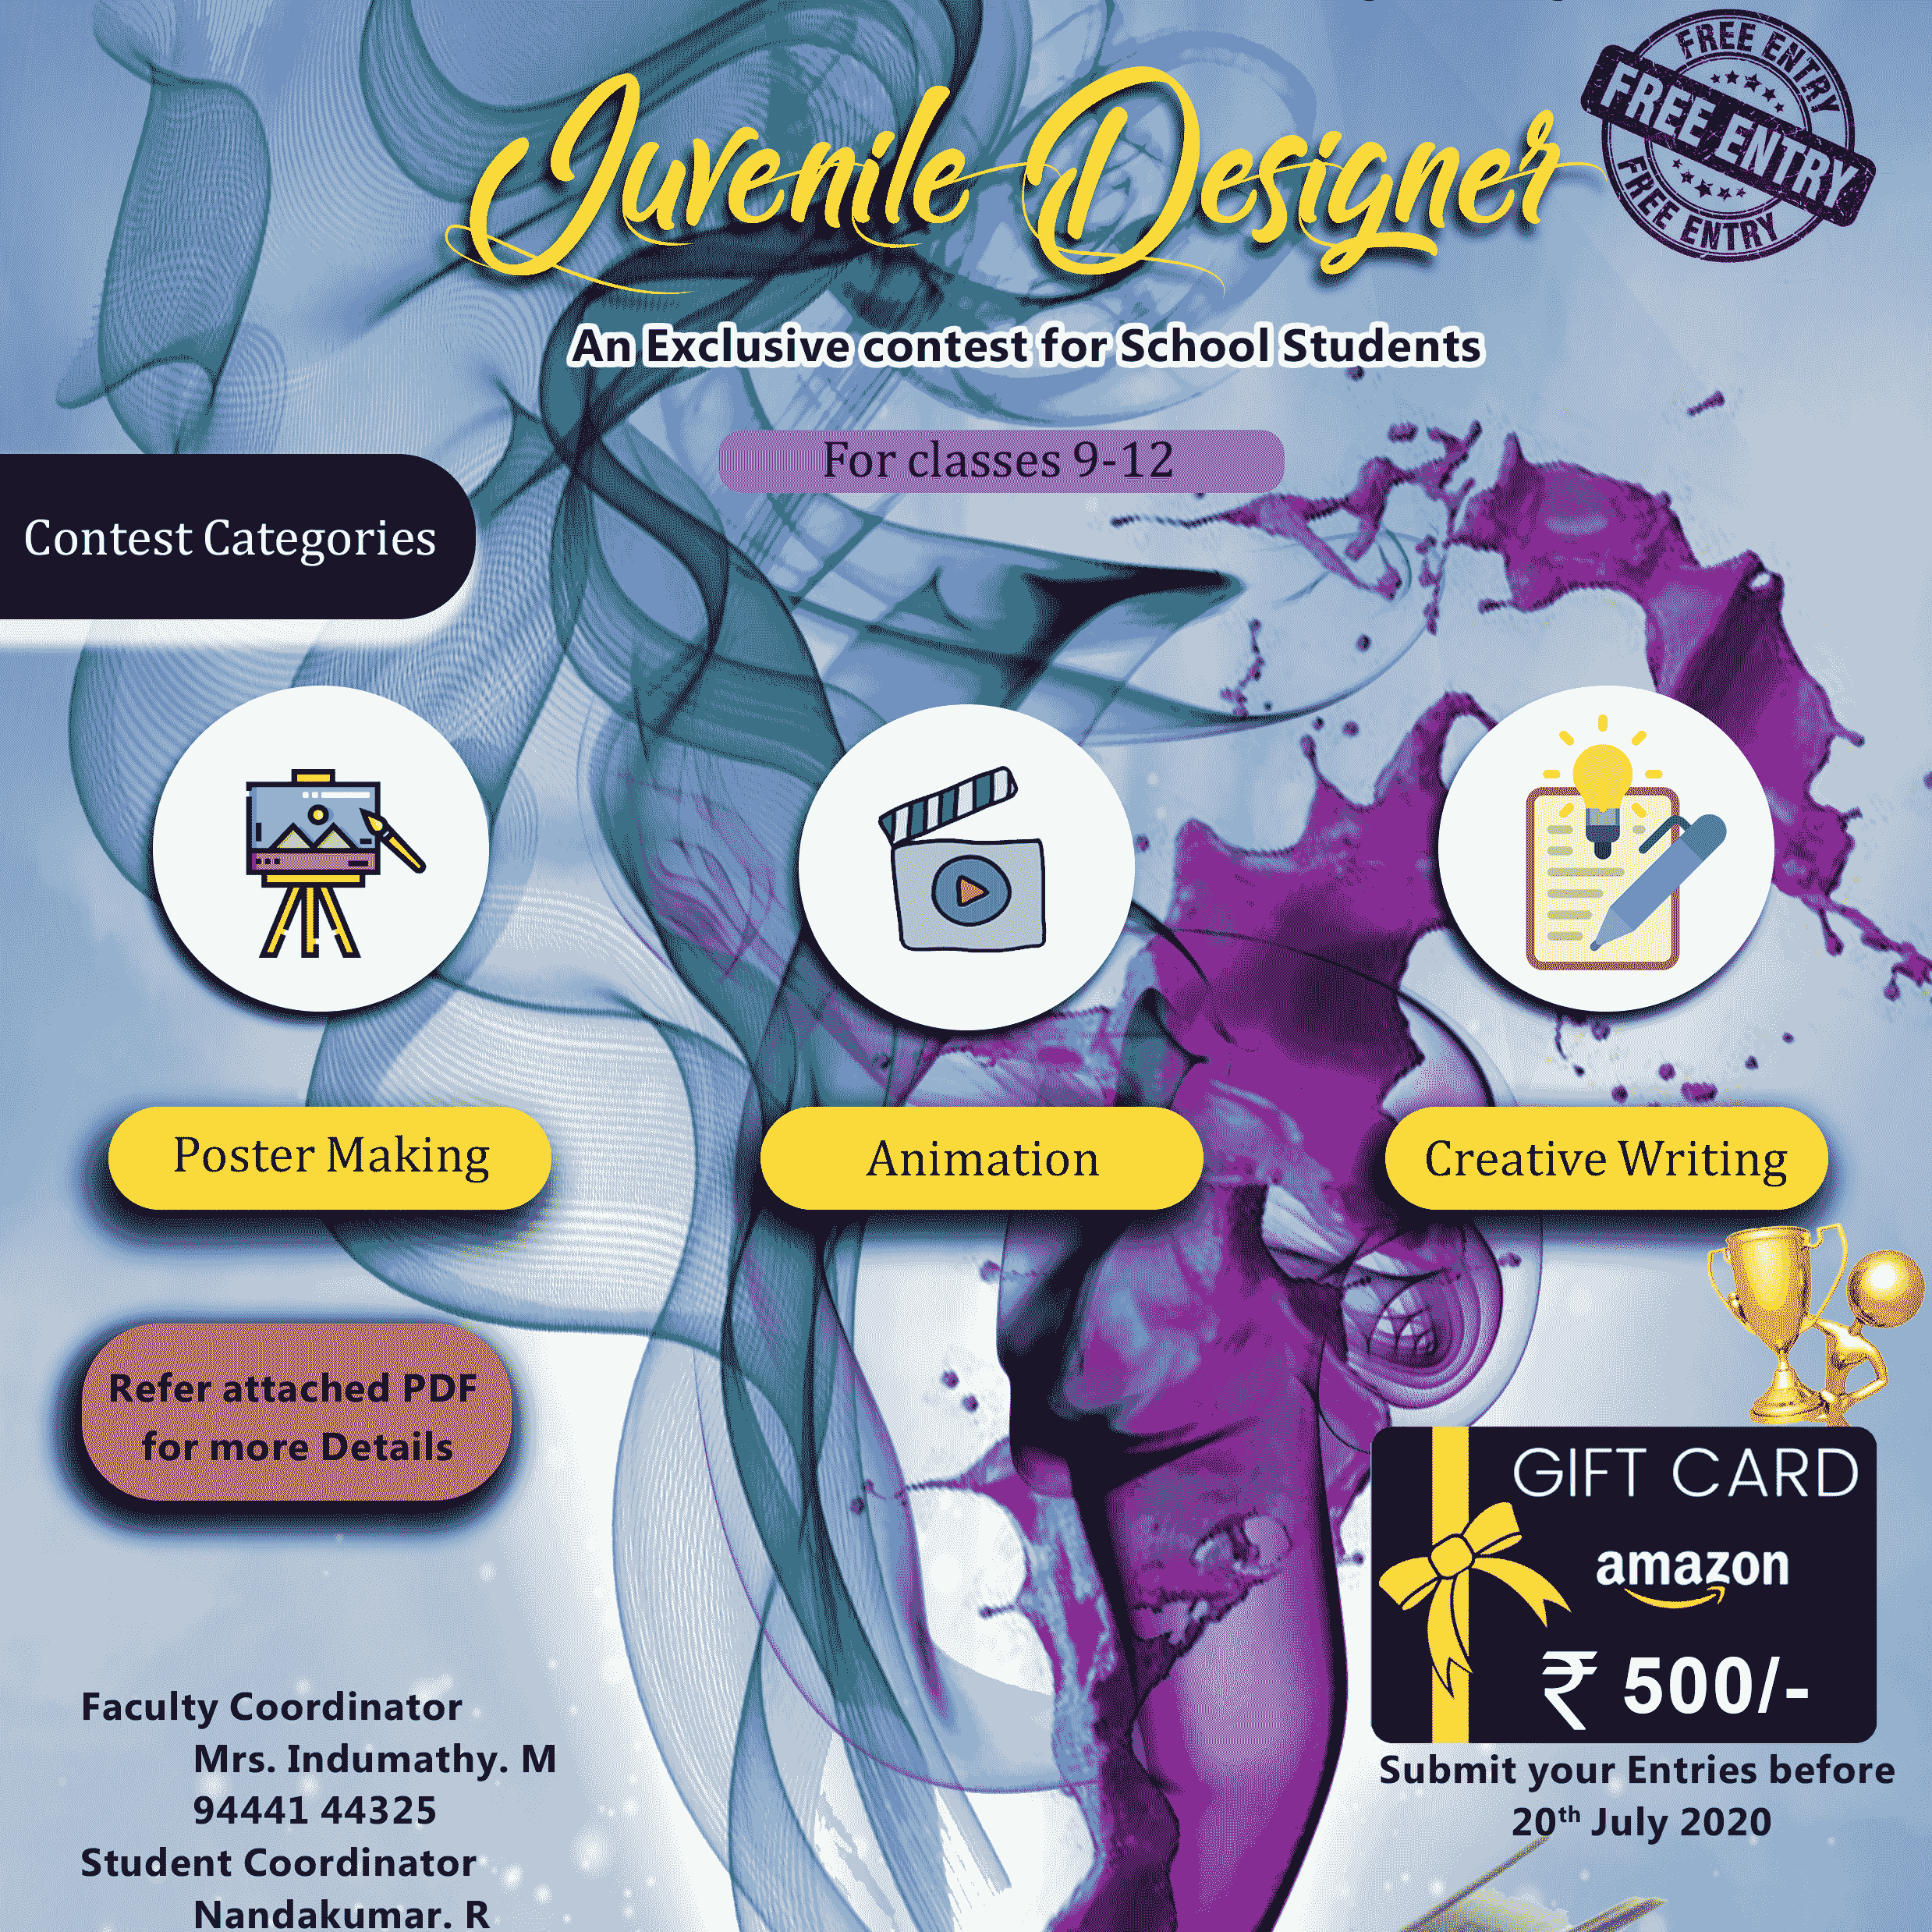 Juvenile Designer
FREE ENTRY
FREE ENTRY
FREE ENTRY
An Exclusive contest for School Students
For classes 9-12
Contest Categories
Poster Making
Animation
Creative Writing
Refer attached PDF
for more Details
GIFT CARD
amazon
₹ 500/-
Submit your Entries before
20th July 2020
Faculty Coordinator
Mrs. Indumathy. M
94441 44325
Student Coordinator
Nandakumar. R